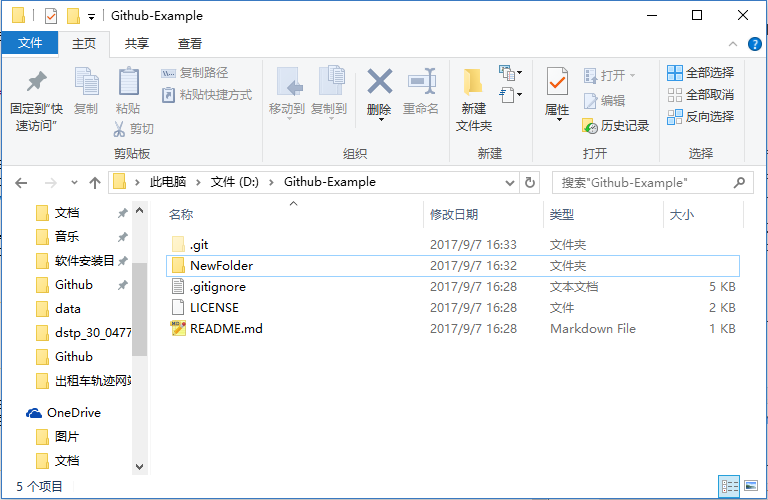 Github-Example
文件 主页 共享 查看
固定到"快速访问"
复制
粘贴
复制路径
粘贴快捷方式
剪切
剪贴板
移动到
复制到
删除
重命名
组织
新建
文件夹
新建
属性
打开
编辑
历史记录
打开
全部选择
全部取消
反向选择
选择
此电脑 文件 (D:) Github-Example
搜索"Github-Example"
文档
音乐
软件安装目
Github
data
dstp_30_0477
Github
出租车轨迹网站
OneDrive
图片
文档
名称 修改日期 类型 大小
.git 2017/9/7 16:33 文件夹
NewFolder 2017/9/7 16:32 文件夹
.gitignore 2017/9/7 16:28 文本文档 5 KB
LICENSE 2017/9/7 16:28 文件 2 KB
README.md 2017/9/7 16:28 Markdown File 1 KB
5 个项目